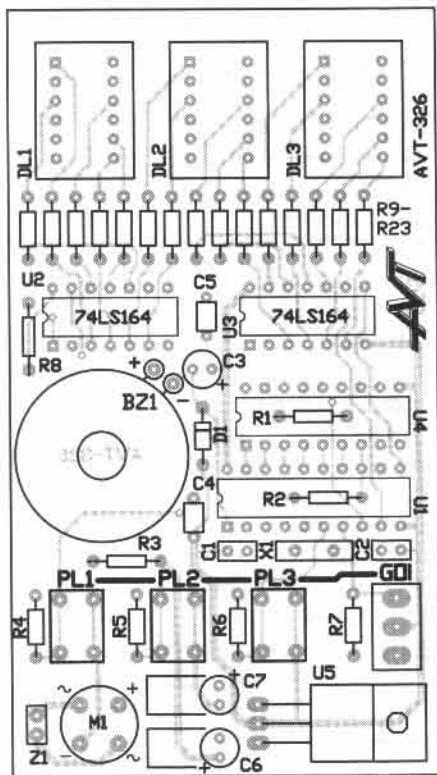 DL1
DL2
DL3
AVT-326
R9-
R23
U2
C5
74LS164
U3
74LS164
AVT
R8
+
BZ1
-
C3
+
D1
R1
U4
C4
R2
U1
R3
C1
X1
C2
PL1
PL2
PL3
GOI
R4
R5
R6
R7
~
+
M1
-
~
Z1
+
C7
U5
+
C6